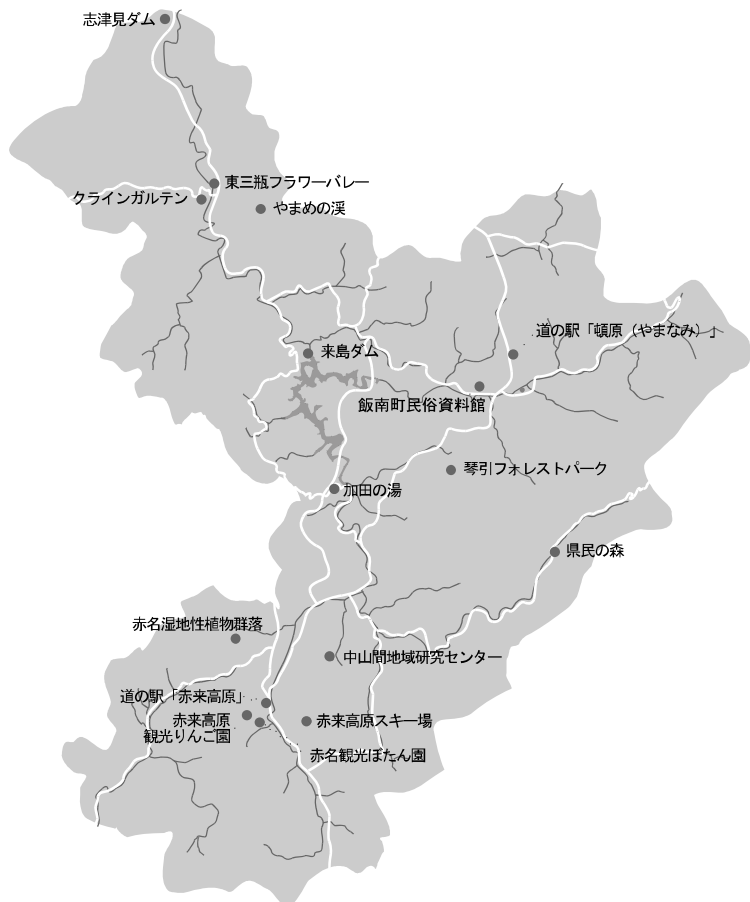 志津見ダム
東三瓶フラワーバレー
クラインガルテン
やまめの渓
道の駅「頓原（やまなみ）」
来島ダム
飯南町民俗資料館
琴引フォレストパーク
加田の湯
県民の森
赤名湿地性植物群落
中山間地域研究センター
道の駅「赤来高原」
赤来高原
観光りんご園
赤来高原スキー場
赤名観光ぼたん園